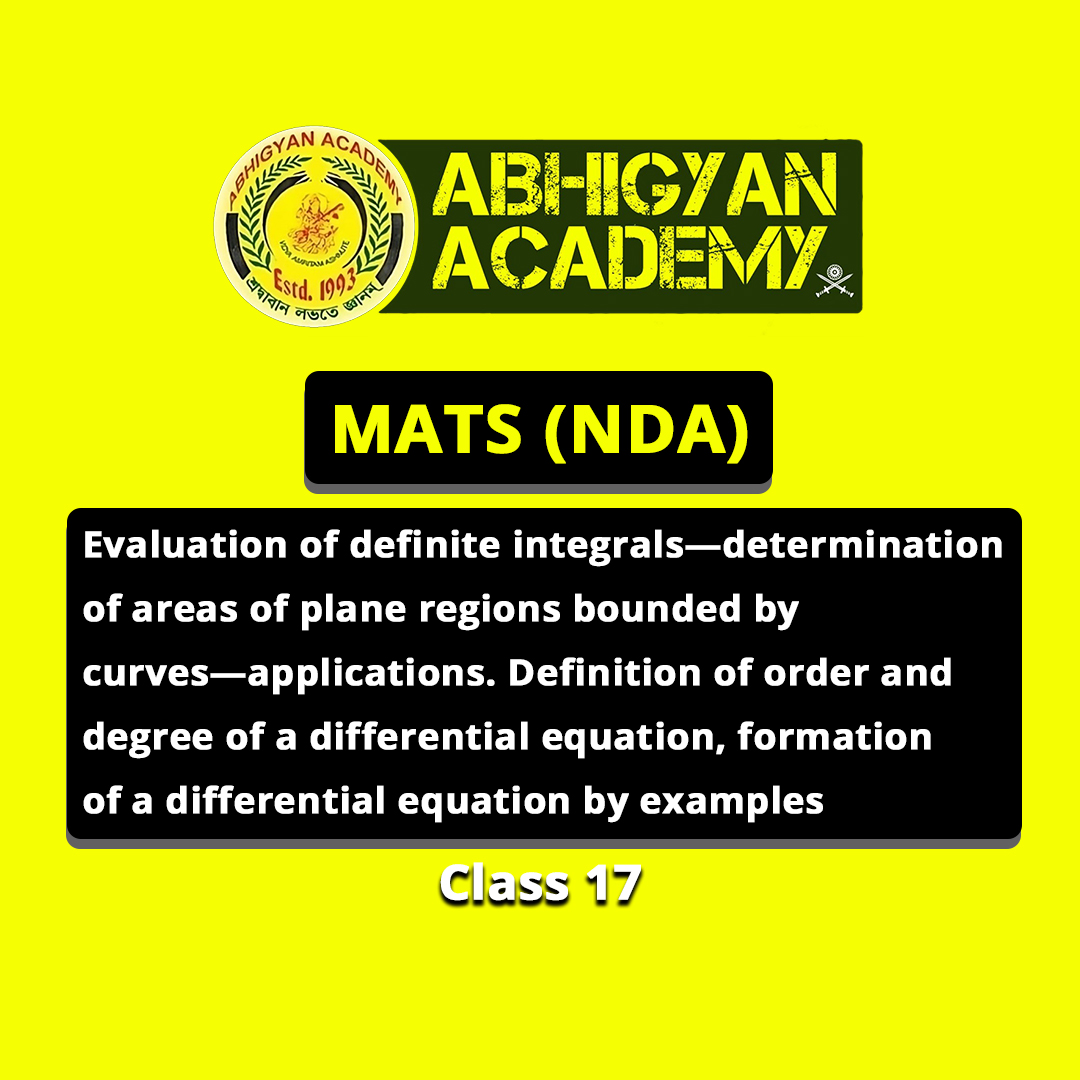 ABHIGYAN ACADEMY
VIDYA AMRITAM ASHNUTE
Estd. 1993
শ্রদ্ধাবান লভতে জ্ঞানম্
ABHIGYAN
ACADEMY
MATS (NDA)
Evaluation of definite integrals—determination
of areas of plane regions bounded by
curves—applications. Definition of order and
degree of a differential equation, formation
of a differential equation by examples
Class 17